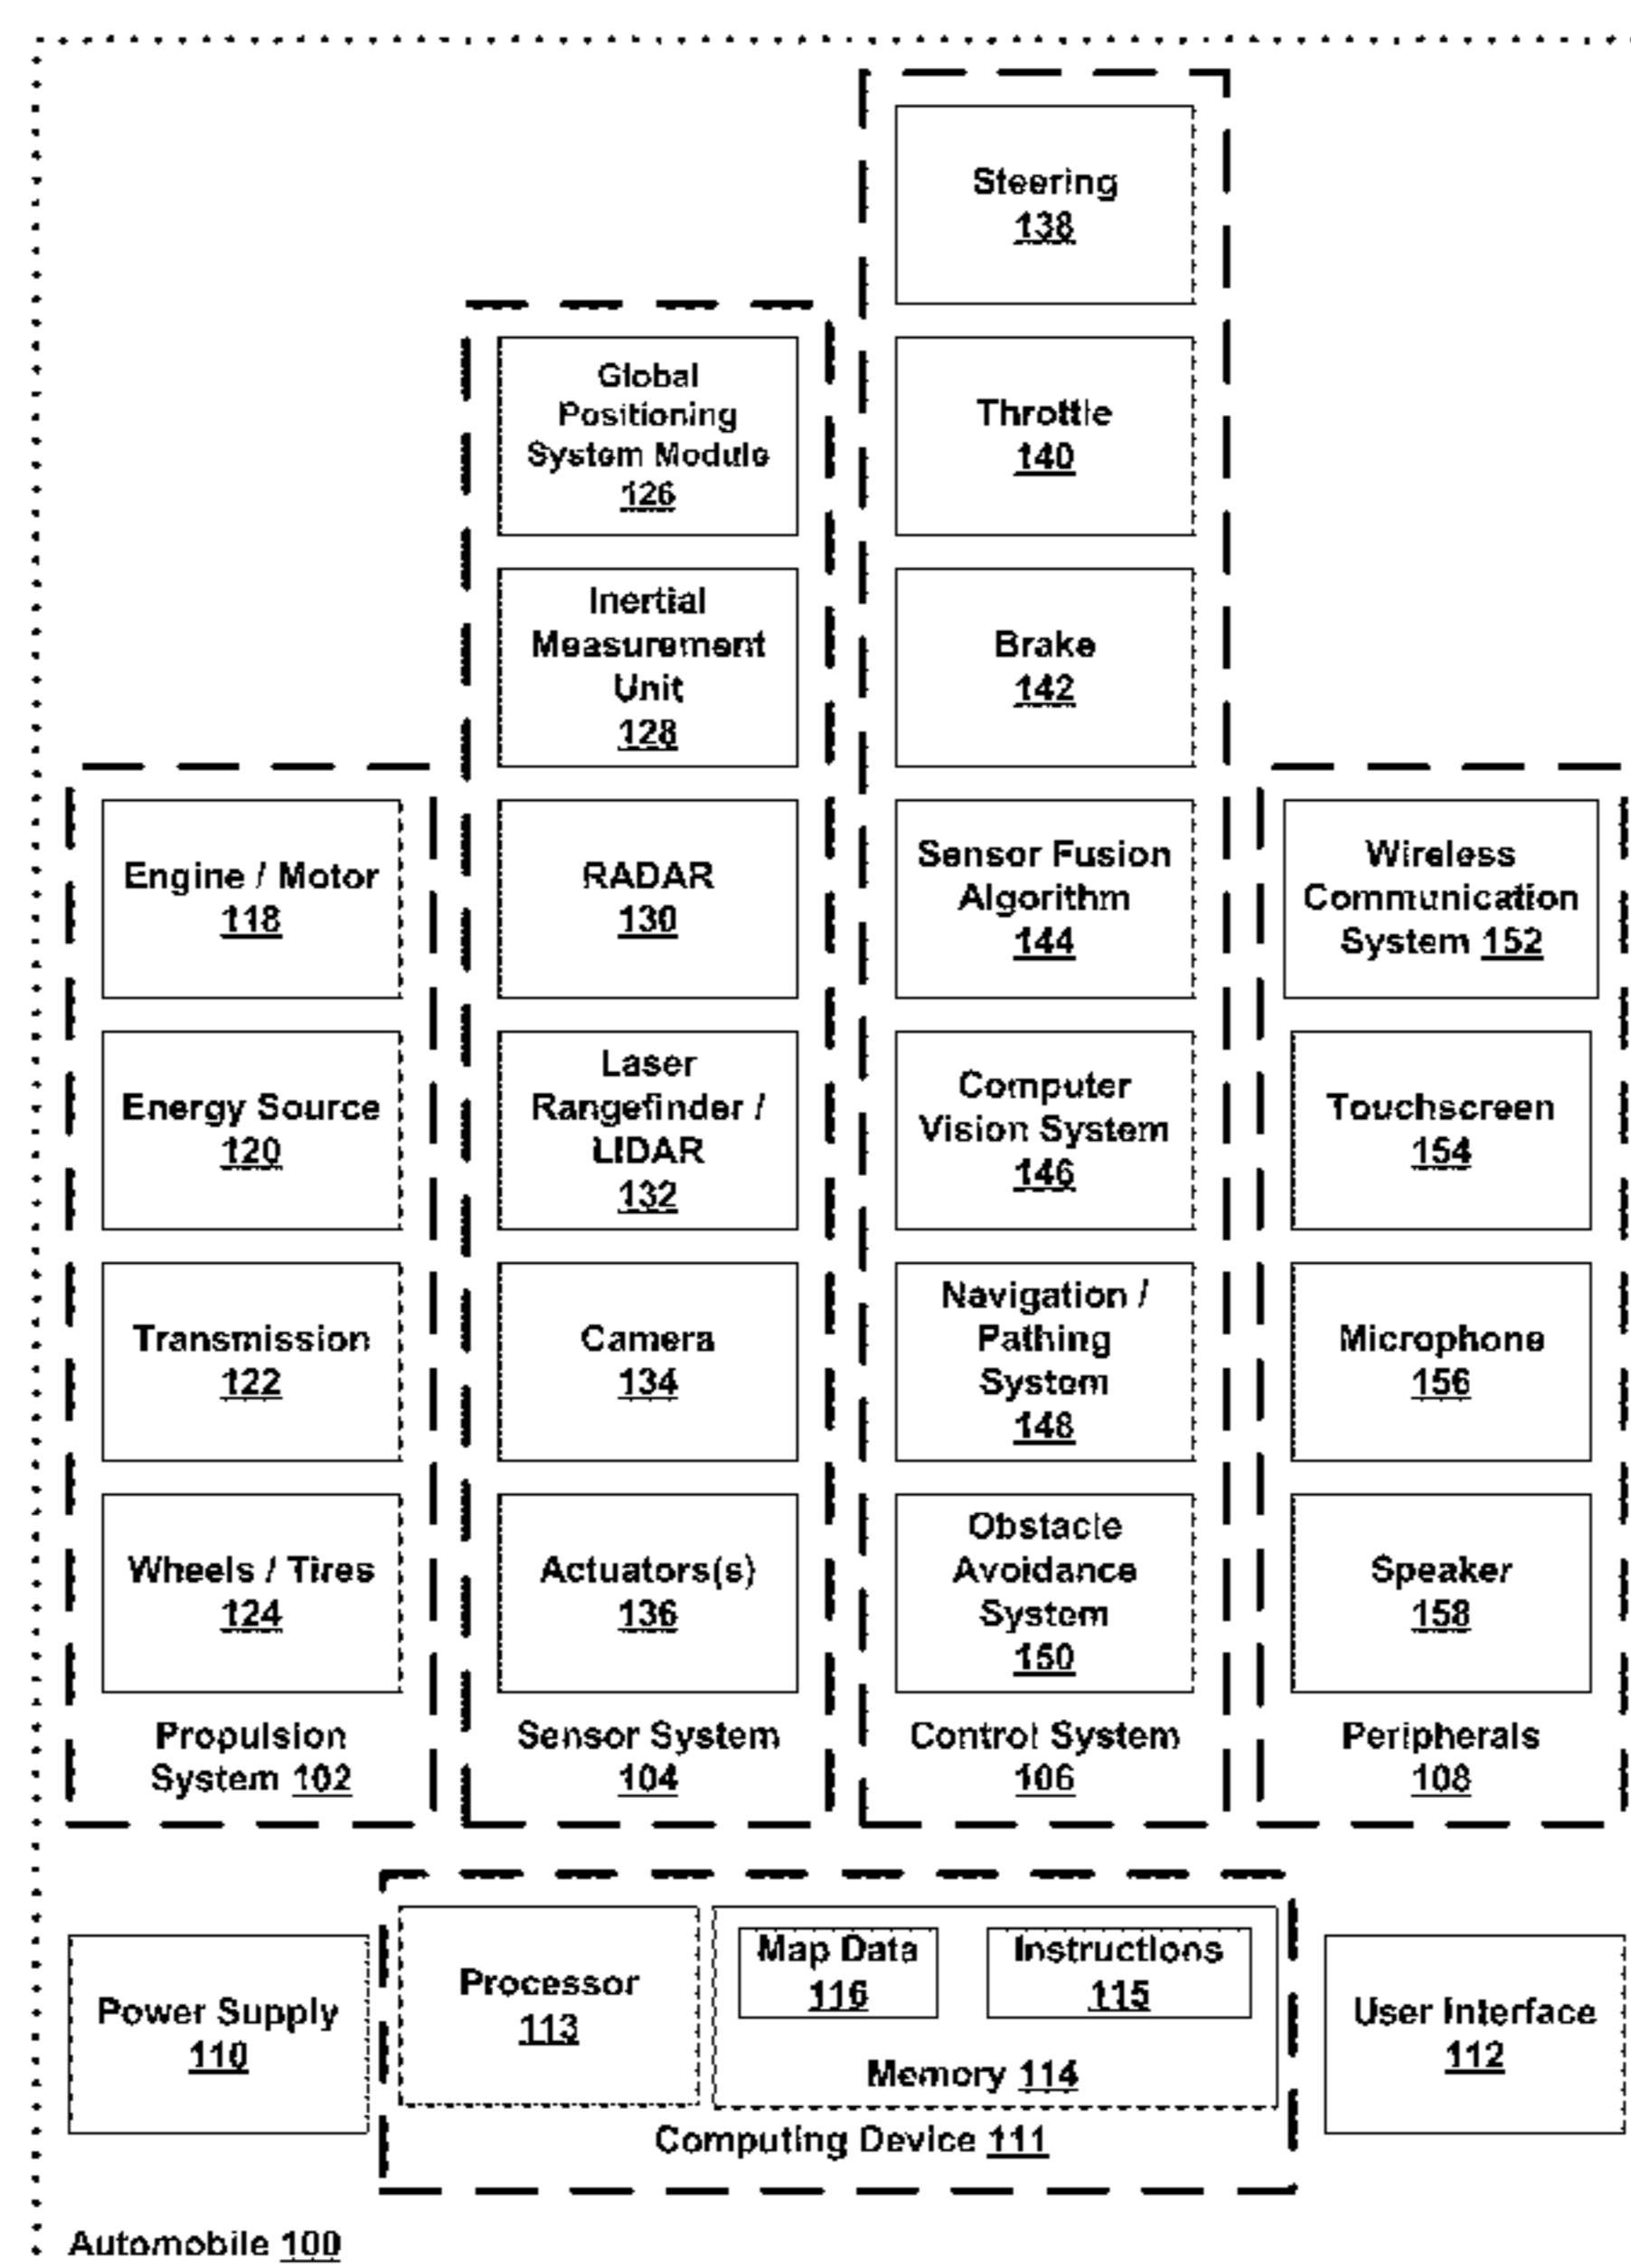 Steering
138
Throttle
140
Brake
142
Sensor Fusion
Algorithm
144
Computer
Vision System
146
Navigation /
Pathing
System
148
Obstacle
Avoidance
System
150
Control System
106
Global
Positioning
System Module
126
Inertial
Measurement
Unit
128
RADAR
130
Laser
Rangefinder /
LIDAR
132
Camera
134
Actuators(s)
136
Sensor System
104
Engine / Motor
118
Energy Source
120
Transmission
122
Wheels / Tires
124
Propulsion
System 102
Wireless
Communication
System 152
Touchscreen
154
Microphone
156
Speaker
158
Peripherals
108
Power Supply
110
Processor
113
Map Data
116
Instructions
115
Memory 114
Computing Device 111
User Interface
112
Automobile 100